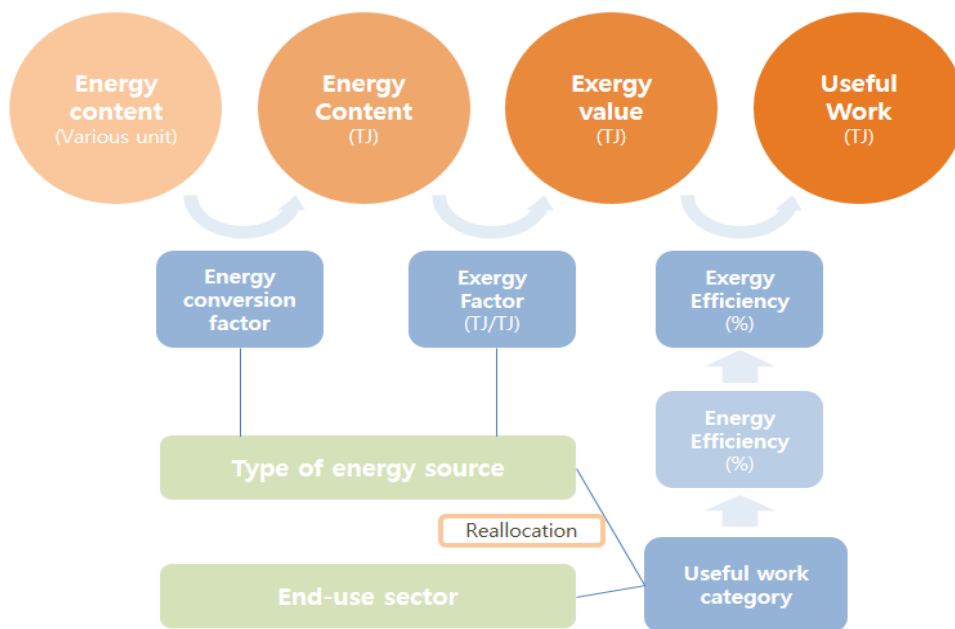 Energy
content
(Various unit)
Energy
Content
(TJ)
Exergy
value
(TJ)
Useful
Work
(TJ)
Energy
conversion
factor
Exergy
Factor
(TJ/TJ)
Exergy
Efficiency
(%)
Energy
Efficiency
(%)
Type of energy source
Reallocation
End-use sector
Useful work
category